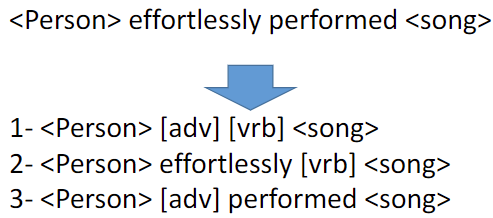 <Person> effortlessly performed <song>
1- <Person> [adv] [vrb] <song>
2- <Person> effortlessly [vrb] <song>
3- <Person> [adv] performed <song>